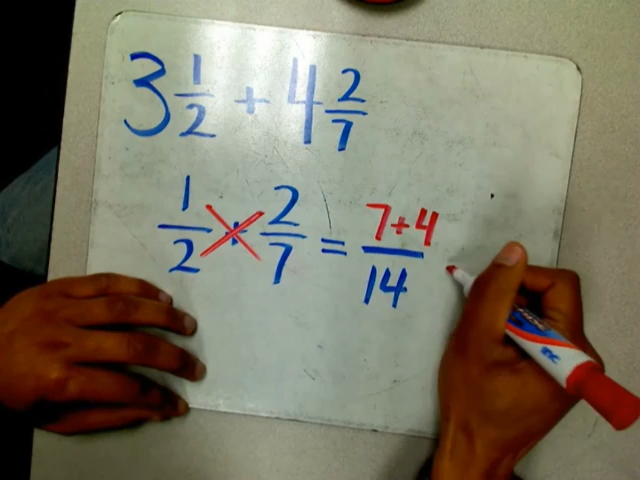 3 1/2 + 4 2/7
1/2 + 2/7 = 7+4/14